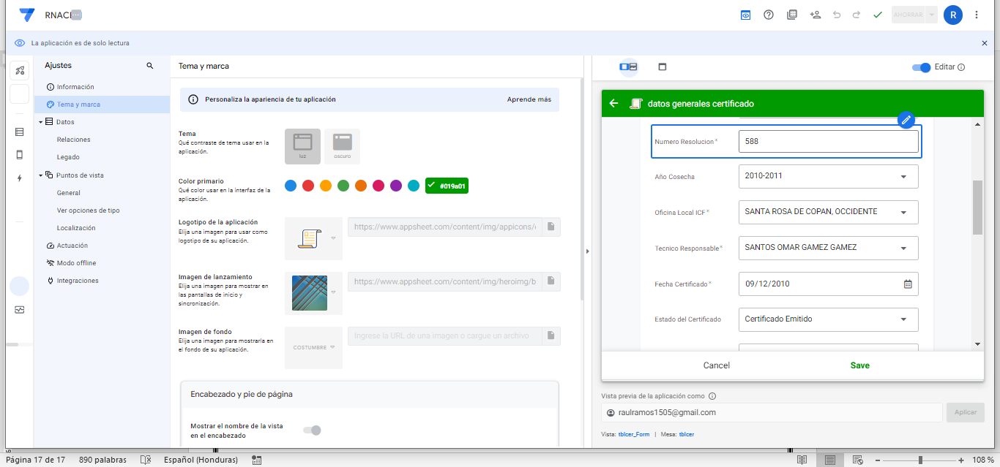 RNACI
AHORRAR
R
La aplicación es de solo lectura
Ajustes
Información
Tema y marca
Datos
Relaciones
Legado
Puntos de vista
General
Ver opciones de tipo
Localización
Actuación
Modo offline
Integraciones
Tema y marca
Personaliza la apariencia de tu aplicación
Aprende más
Tema
Qué contraste de tema usar en la
aplicación.
luz
oscuro
Color primario
Qué color usar en la interfaz de la
aplicación.
#019a01
Logotipo de la aplicación
Elija una imagen para usar como
logotipo de su aplicación.
https://www.appsheet.com/content/img/appicons/
Imagen de lanzamiento
Elija una imagen para mostrar en
las pantallas de inicio y
sincronización.
https://www.appsheet.com/content/img/heroimg/b
Imagen de fondo
Elija una imagen para mostrarla en
el fondo de su aplicación.
COSTUMBRE
Ingrese la URL de una imagen o cargue un archivo
Encabezado y pie de página
Mostrar el nombre de la vista
en el encabezado
Editar
datos generales certificado
Numero Resolucion*
588
Año Cosecha
2010-2011
Oficina Local ICF*
SANTA ROSA DE COPAN, OCCIDENTE
Tecnico Responsable*
SANTOS OMAR GAMEZ GAMEZ
Fecha Certificado*
09/12/2010
Estado del Certificado
Certificado Emitido
Cancel
Save
Vista previa de la aplicación como
raulramos1505@gmail.com
Aplicar
Vista: tblcer_Form | Mesa: tblcer
Página 17 de 17
890 palabras
Español (Honduras)
108 %